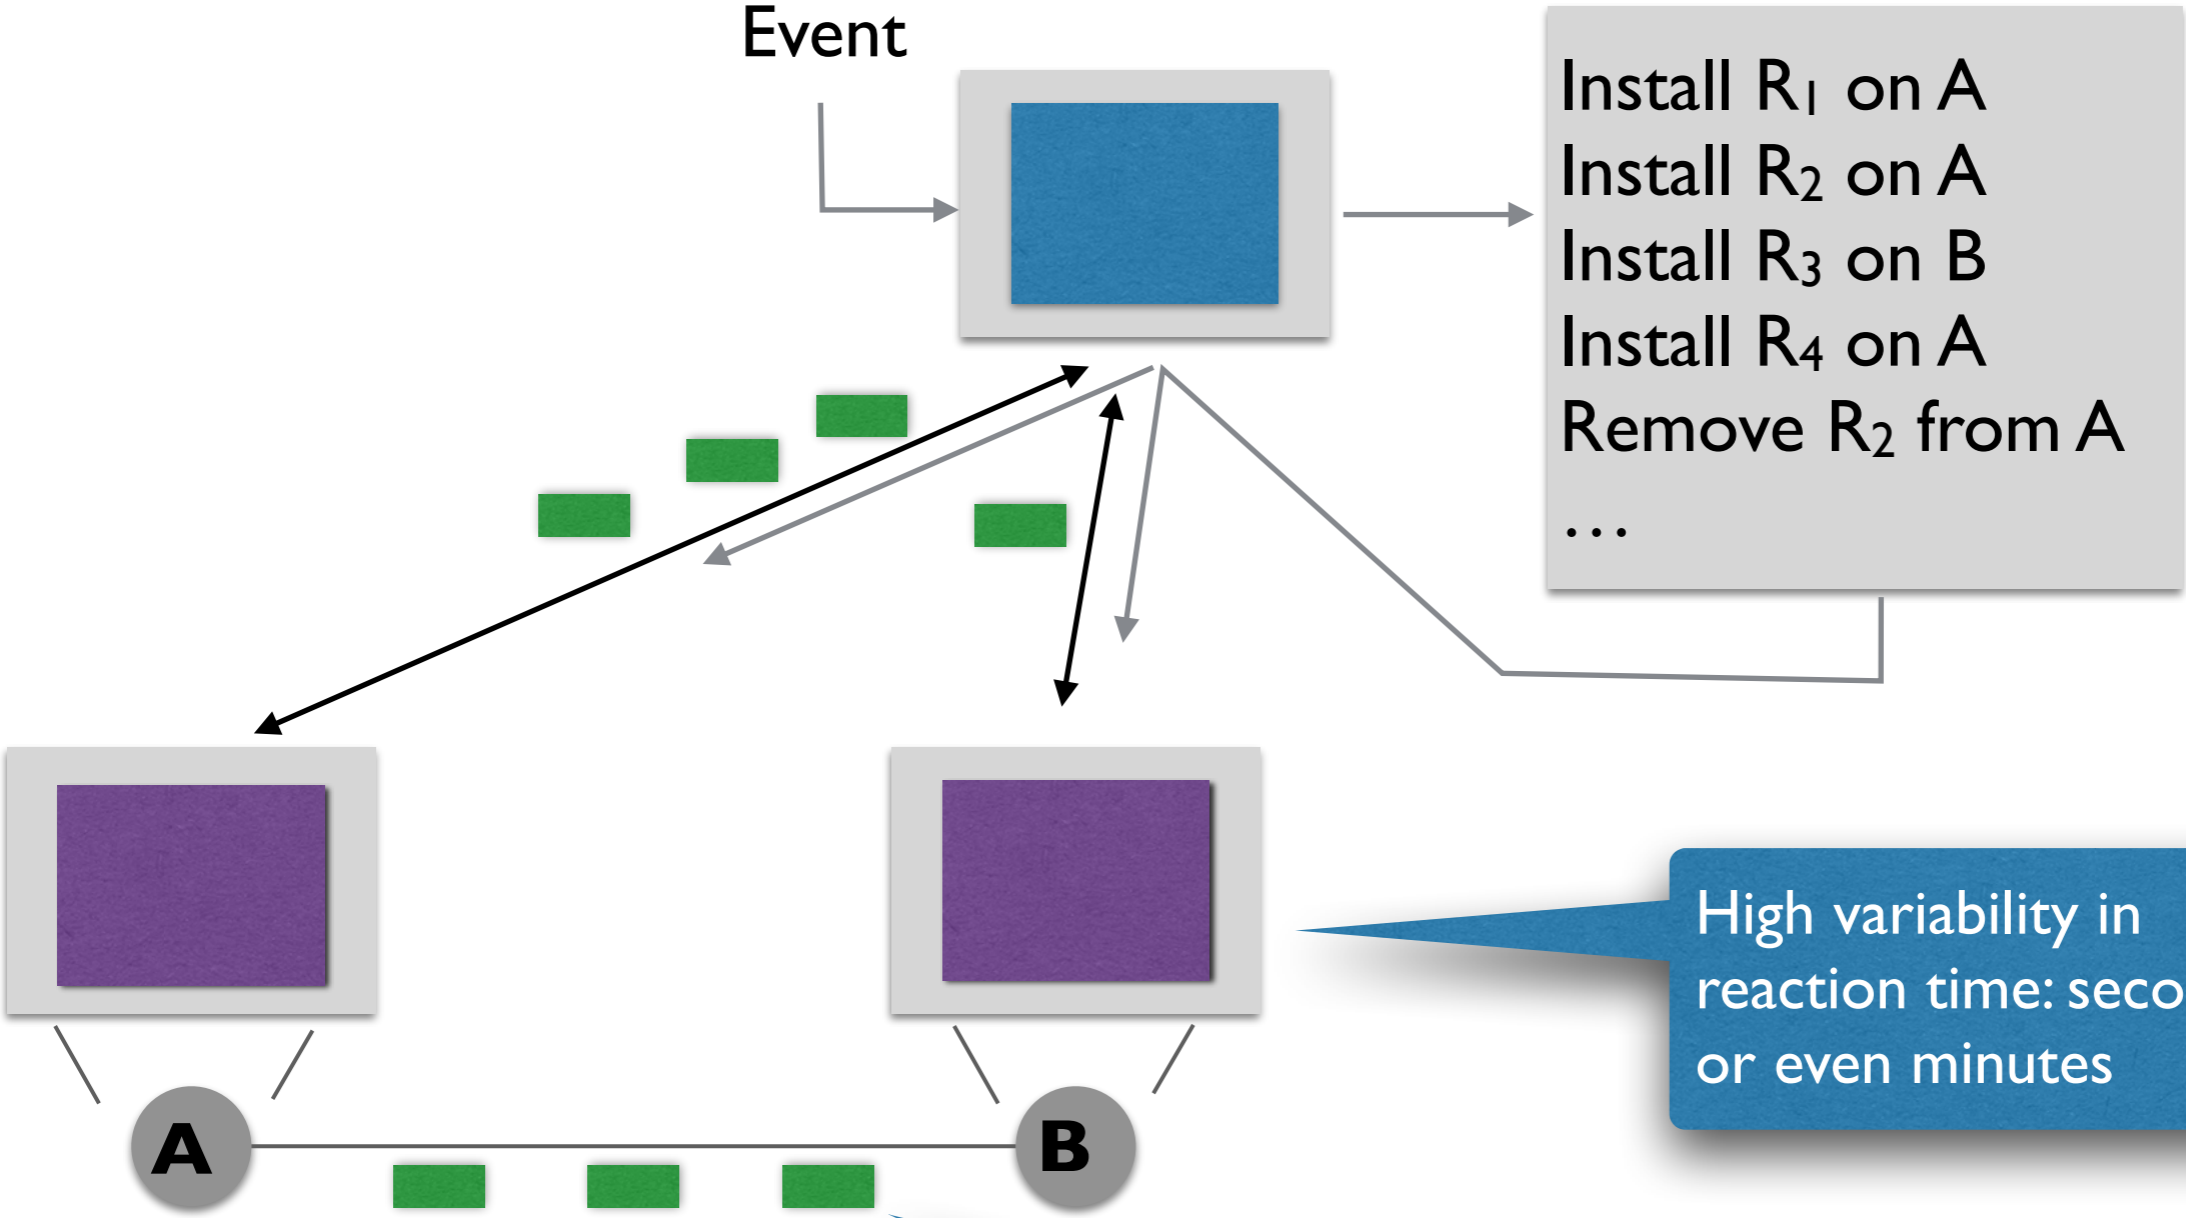 Event
Install R₁ on A
Install R₂ on A
Install R₃ on B
Install R₄ on A
Remove R₂ from A
…
High variability in
reaction time: seco
or even minutes
A
B